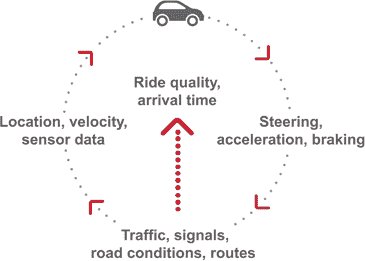 Ride quality,
arrival time
Location, velocity,
sensor data
Steering,
acceleration, braking
Traffic, signals,
road conditions, routes